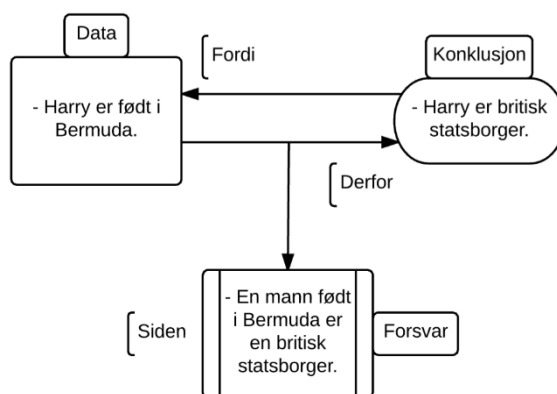 Data
Fordi
Konklusjon
- Harry er født i
Bermuda.
- Harry er britisk
statsborger.
Derfor
Siden
- En mann født
i Bermuda er
en britisk
statsborger.
Forsvar